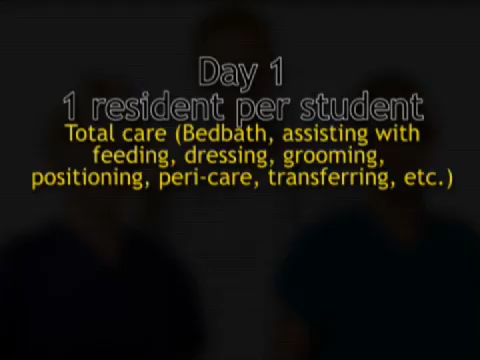 Day 1
1 resident per student
Total care (Bedbath, assisting with
feeding, dressing, grooming,
positioning, peri-care, transferring, etc.)